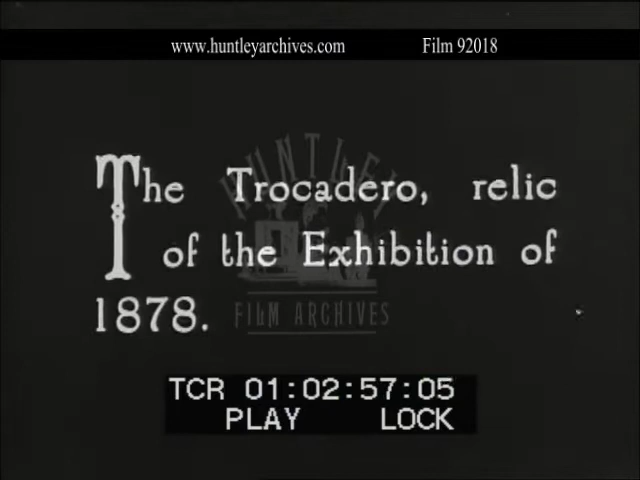 www.huntleyarchives.com Film 92018
The Trocadero, relic
of the Exhibition of
1878.
HUNTLEY
FILM ARCHIVES
TCR 01:02:57:05
PLAY LOCK